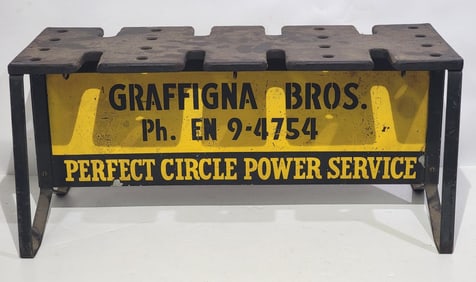 GRAFFIGNA BROS.
Ph. EN 9-4754
PERFECT CIRCLE POWER SERVICE